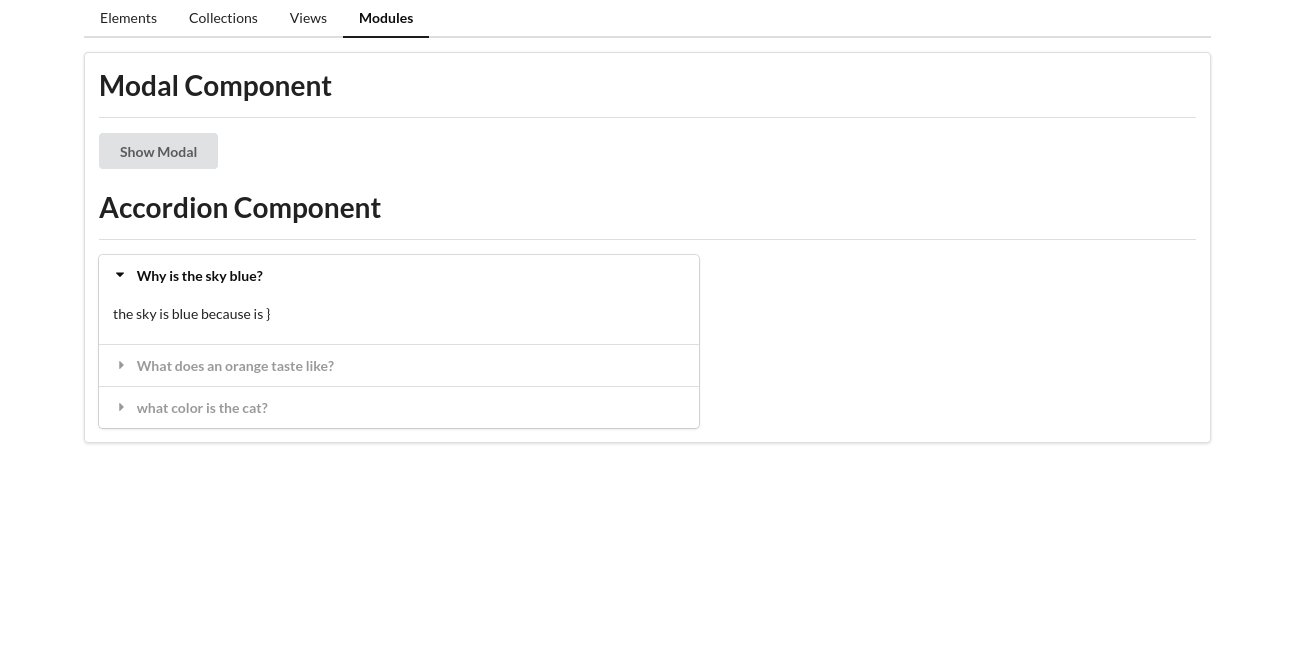 Elements Collections Views Modules
Modal Component
Show Modal
Accordion Component
Why is the sky blue?
the sky is blue because is }
What does an orange taste like?
what color is the cat?